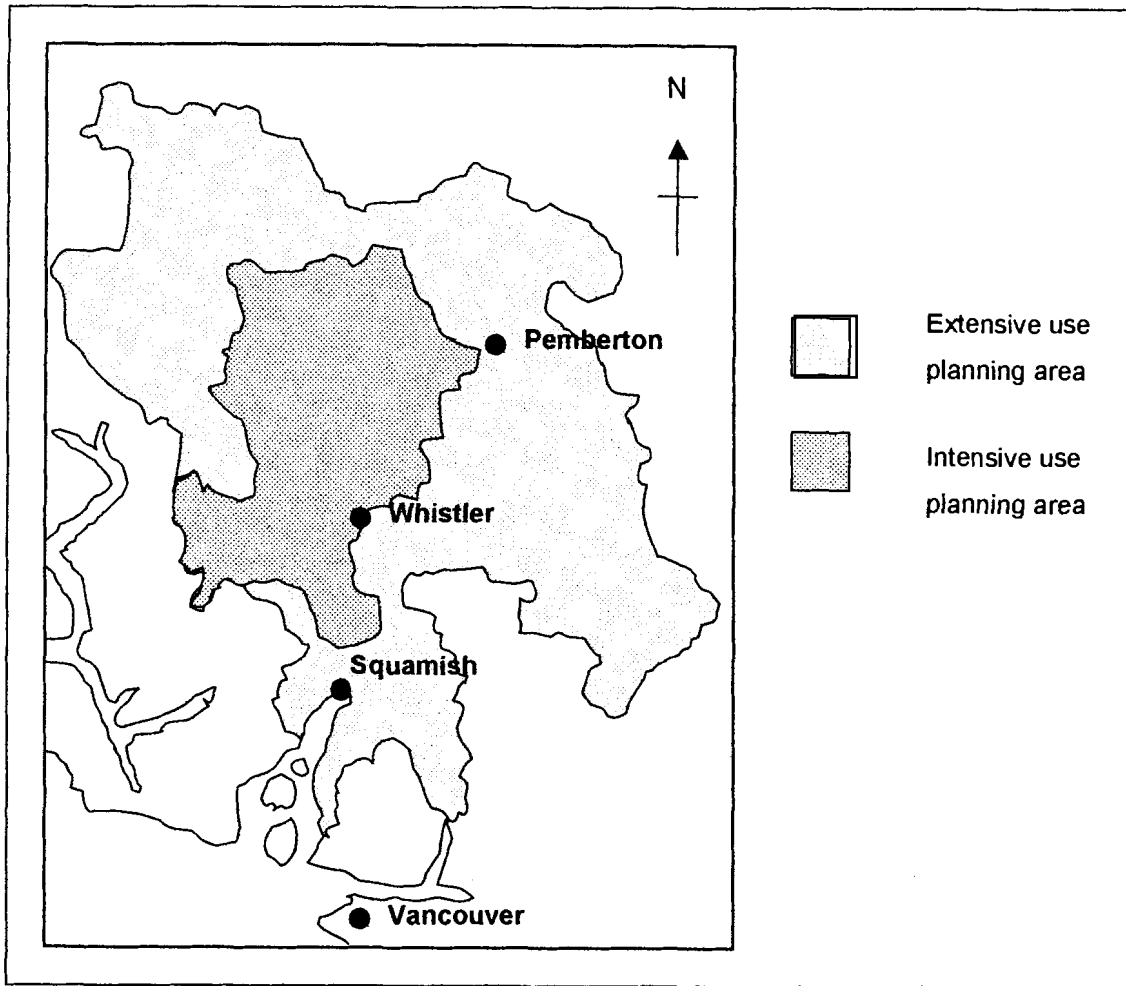 N
Pemberton
Extensive use
planning area
Intensive use
planning area
Whistler
Squamish
Vancouver